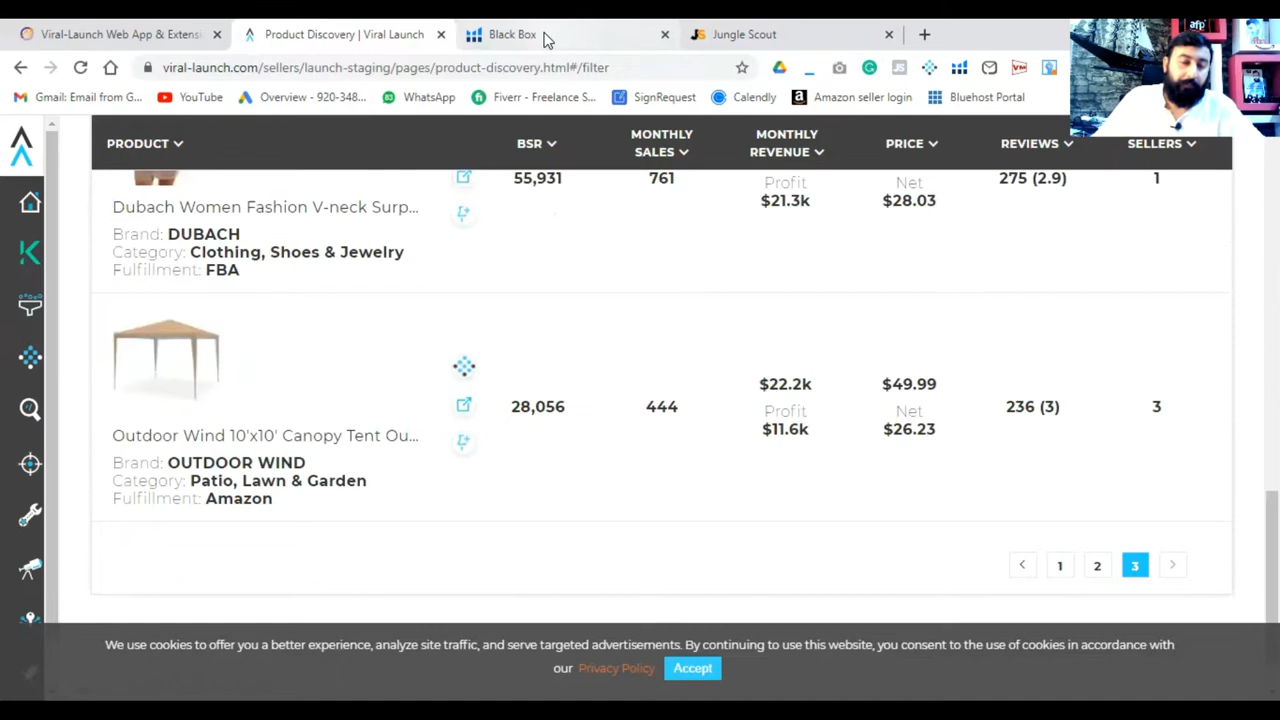 Viral-Launch Web App & Extensi
Product Discovery | Viral Launch
Black Box
JS Jungle Scout
viral-launch.com/sellers/launch-staging/pages/product-discovery.html#/filter
Gmail: Email from G...
YouTube
Overview - 920-348...
WhatsApp
Fiverr - Freelance S...
SignRequest
Calendly
Amazon seller login
Bluehost Portal
afp
PRODUCT
BSR
MONTHLY SALES
MONTHLY REVENUE
PRICE
REVIEWS
SELLERS
55,931
761
Profit
$21.3k
Net
$28.03
275 (2.9)
1
Dubach Women Fashion V-neck Surp...
Brand: DUBACH
Category: Clothing, Shoes & Jewelry
Fulfillment: FBA
28,056
444
$22.2k
Profit
$11.6k
$49.99
Net
$26.23
236 (3)
3
Outdoor Wind 10'x10' Canopy Tent Ou...
Brand: OUTDOOR WIND
Category: Patio, Lawn & Garden
Fulfillment: Amazon
1 2 3
We use cookies to offer you a better experience, analyze site traffic, and serve targeted advertisements. By continuing to use this website, you consent to the use of cookies in accordance with
our Privacy Policy Accept